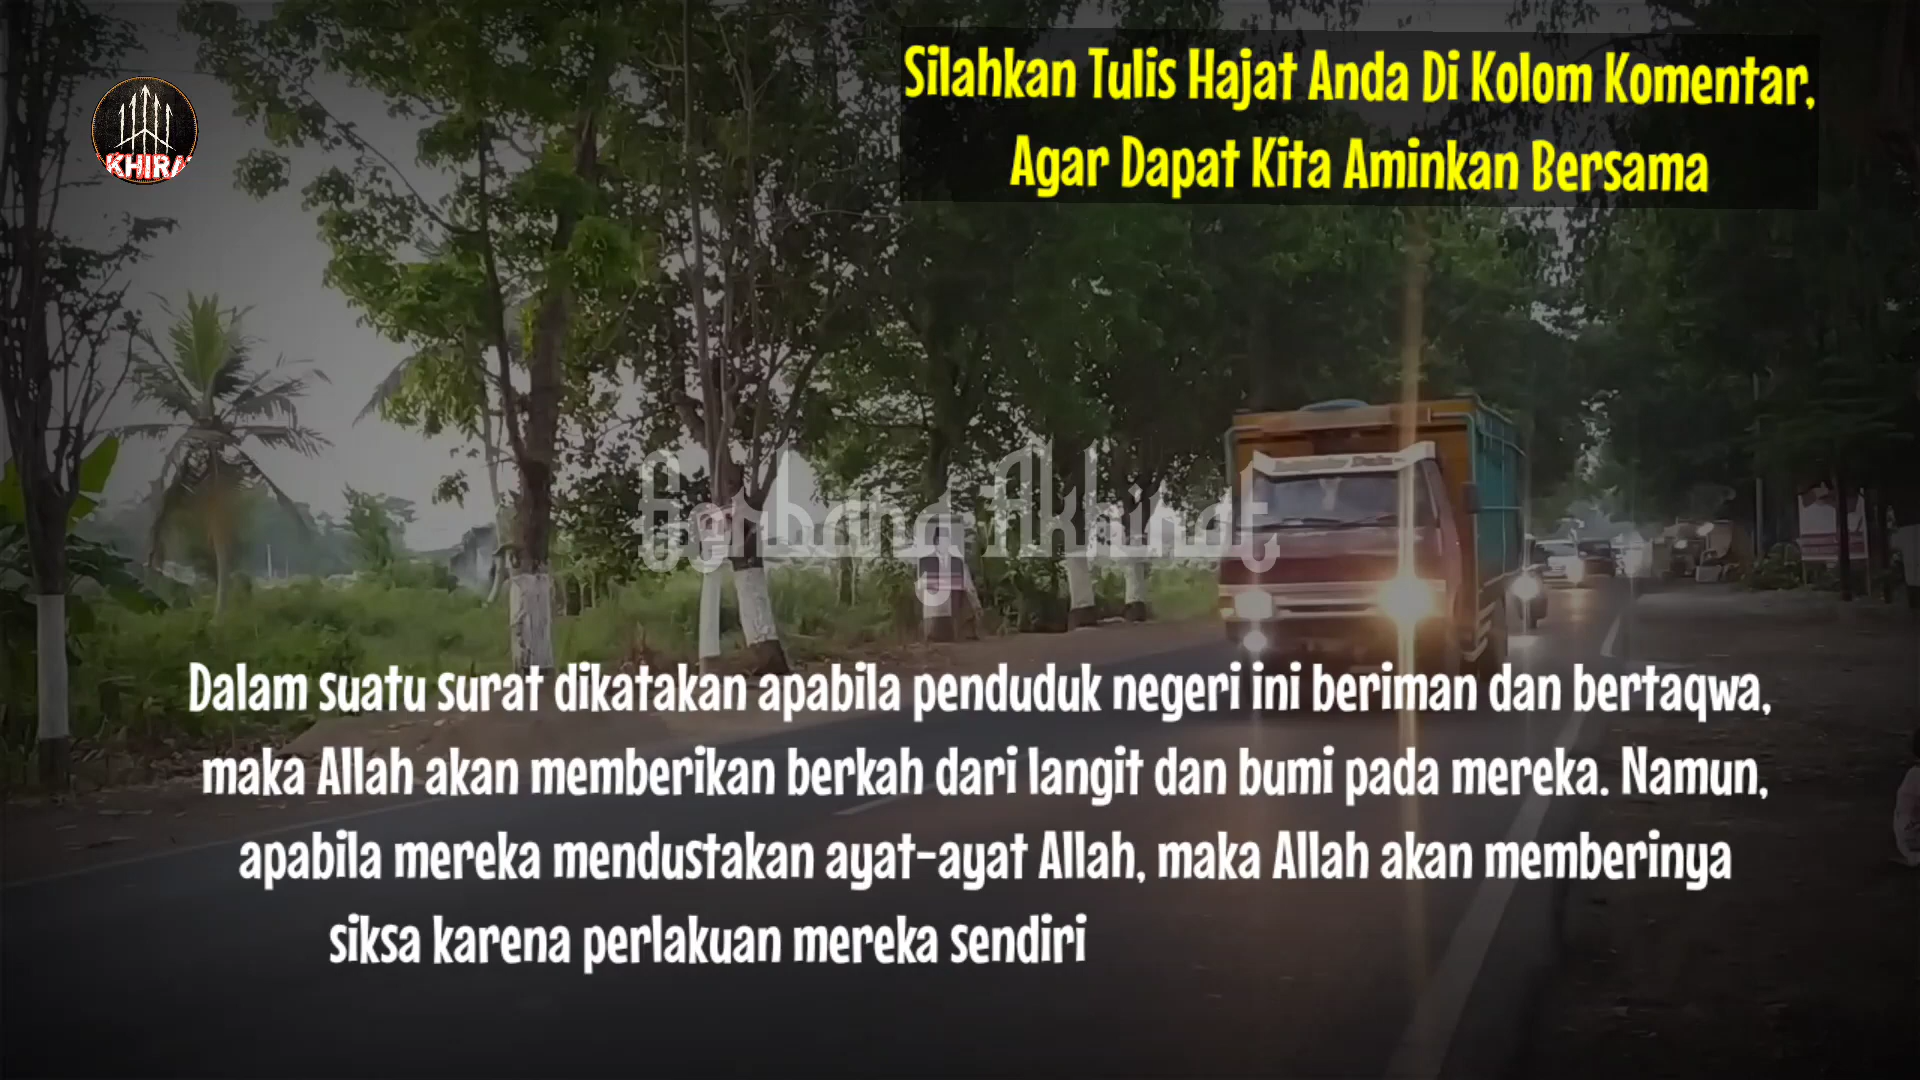 Silahkan Tulis Hajat Anda Di Kolom Komentar,
Agar Dapat Kita Aminkan Bersama
KHIRA
Gerbang Akhirat
Dalam suatu surat dikatakan apabila penduduk negeri ini beriman dan bertaqwa,
maka Allah akan memberikan berkah dari langit dan bumi pada mereka. Namun,
apabila mereka mendustakan ayat-ayat Allah, maka Allah akan memberinya
siksa karena perlakuan mereka sendiri